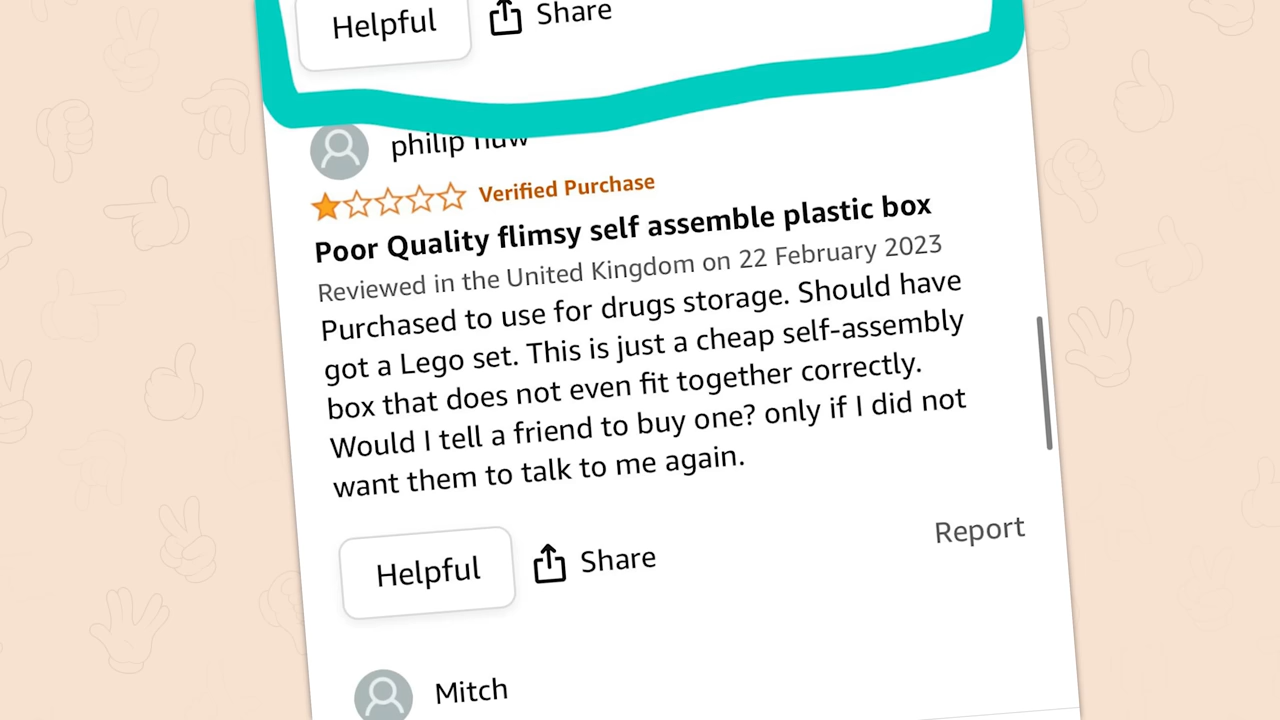 Helpful
Share
philip huw
Verified Purchase
Poor Quality flimsy self assemble plastic box
Reviewed in the United Kingdom on 22 February 2023
Purchased to use for drugs storage. Should have
got a Lego set. This is just a cheap self-assembly
box that does not even fit together correctly.
Would I tell a friend to buy one? only if I did not
want them to talk to me again.
Helpful
Share
Report
Mitch